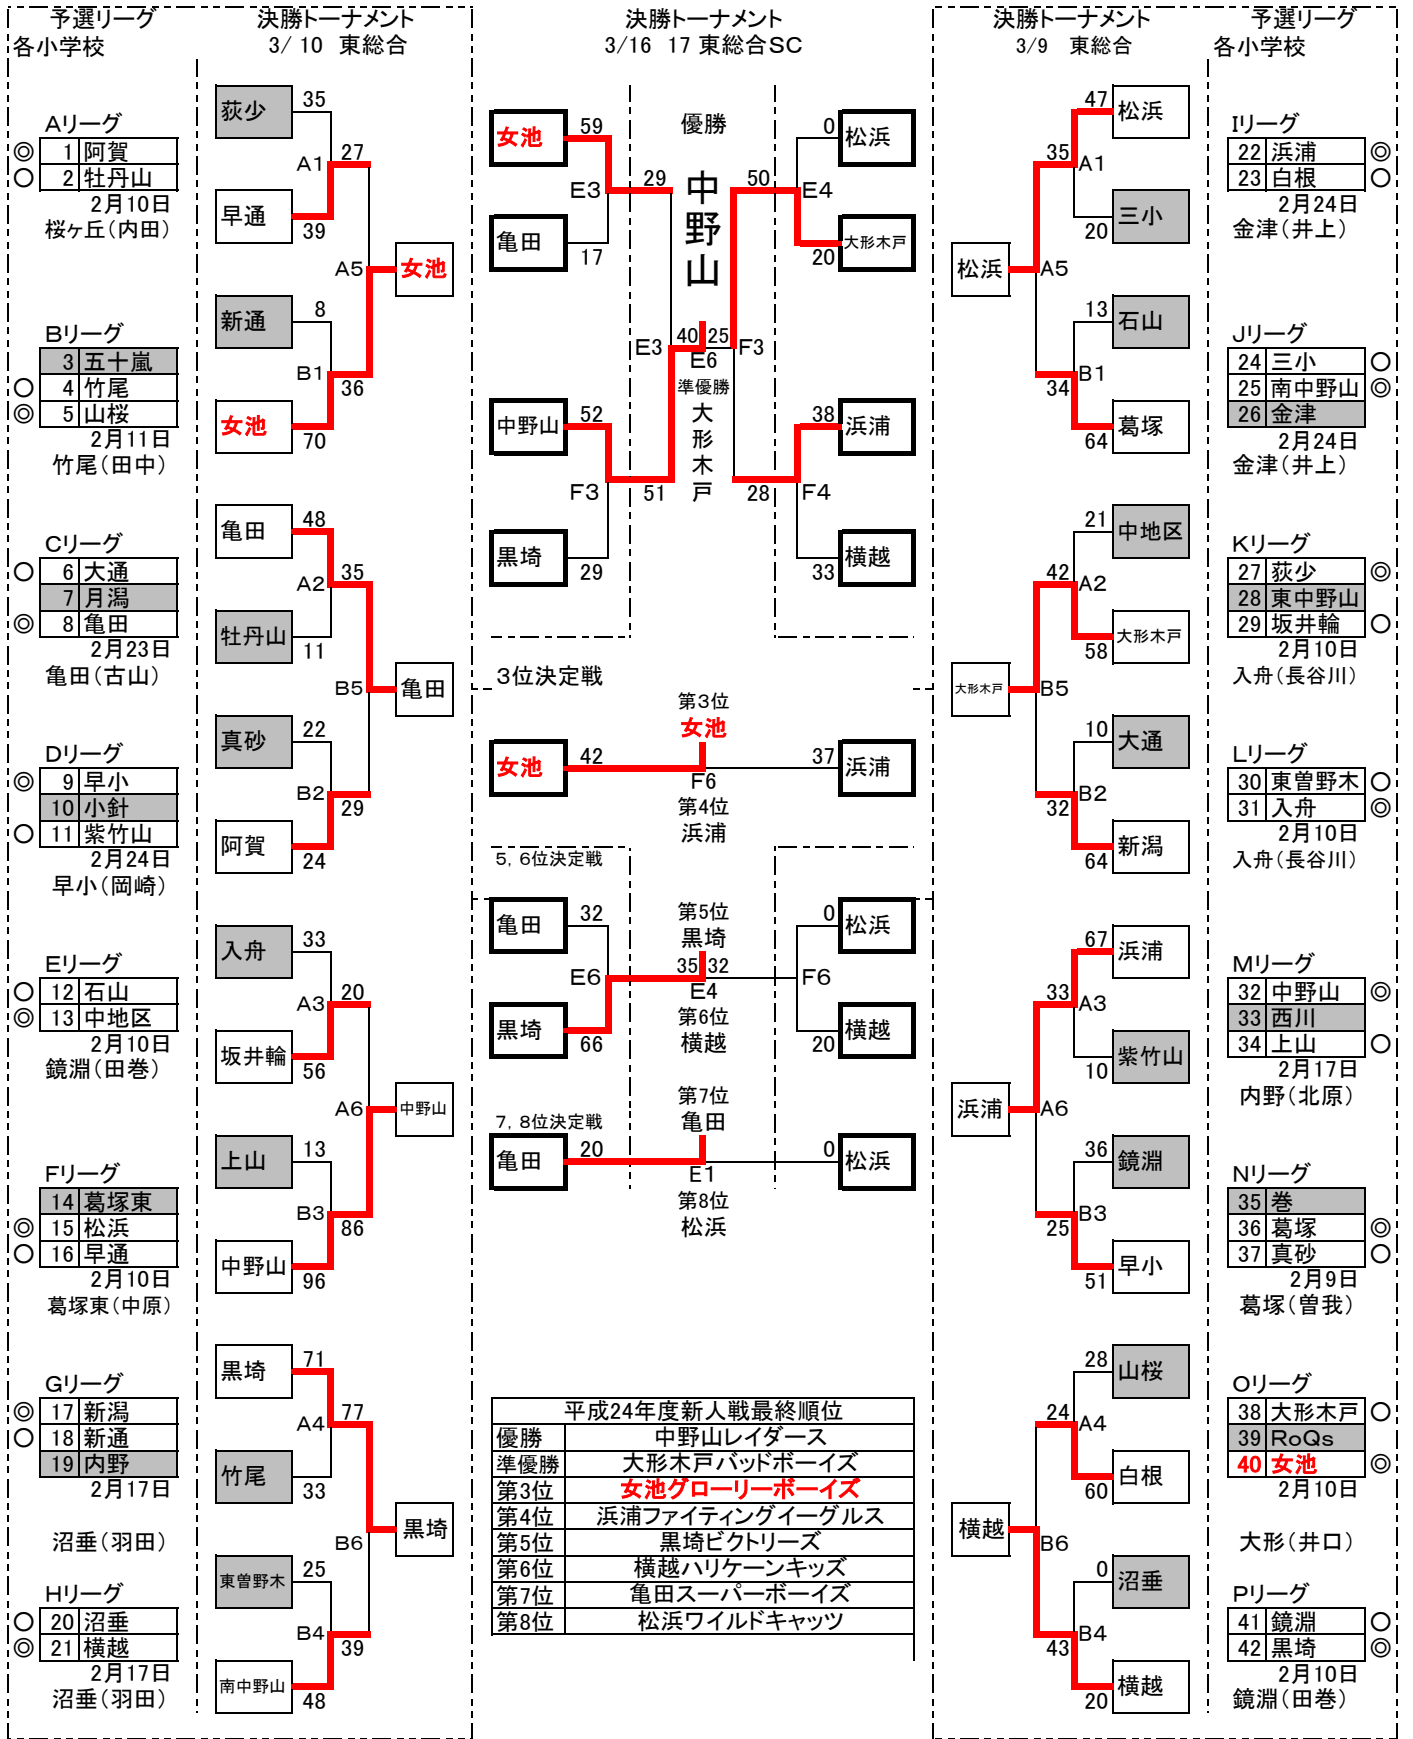 予選リーグ
各小学校
Aリーグ
◎ 1 阿賀
○ 2 牡丹山
2月10日
桜ヶ丘(内田)
Bリーグ
3 五十嵐
○ 4 竹尾
◎ 5 山桜
2月11日
竹尾(田中)
Cリーグ
○ 6 大通
7 月潟
◎ 8 亀田
2月23日
亀田(古山)
Dリーグ
◎ 9 早小
10 小針
○ 11 紫竹山
2月24日
早小(岡崎)
Eリーグ
○ 12 石山
◎ 13 中地区
2月10日
鏡淵(田巻)
Fリーグ
14 葛塚東
◎ 15 松浜
○ 16 早通
2月10日
葛塚東(中原)
Gリーグ
◎ 17 新潟
○ 18 新通
19 内野
2月17日
沼垂(羽田)
Hリーグ
○ 20 沼垂
◎ 21 横越
2月17日
沼垂(羽田)
決勝トーナメント
3/10 東総合
荻少 35
A1 27
早通 39
A5 女池
新通 8
B1 36
女池 70
亀田 48
A2 35
牡丹山 11
B5 亀田
真砂 22
B2 29
阿賀 24
入舟 33
A3 20
坂井輪 56
A6 中野山
上山 13
B3 86
中野山 96
黒埼 71
A4 77
竹尾 33
B6 黒埼
東曽野木 25
B4 39
南中野山 48
決勝トーナメント
3/16 17 東総合SC
女池 59
E3 29
亀田 17
優勝
中野山
0 松浜
50 E4
20 大形木戸
E3 40 25 F3
E6
準優勝
大形木戸
中野山 52
F3 51
黒埼 29
38 浜浦
28 F4
33 横越
3位決定戦
第3位
女池
女池 42
37 浜浦
F6
第4位
浜浦
5,6位決定戦
亀田 32
E6
黒埼 66
第5位
黒埼
35 32
E4
第6位
横越
0 松浜
F6
20 横越
7,8位決定戦
第7位
亀田
亀田 20
0 松浜
E1
第8位
松浜
平成24年度新人戦最終順位
優勝 中野山レイダース
準優勝 大形木戸バッドボーイズ
第3位 女池グローリーボーイズ
第4位 浜浦ファイティングイーグルス
第5位 黒埼ビクトリーズ
第6位 横越ハリケーンキッズ
第7位 亀田スーパーボーイズ
第8位 松浜ワイルドキャッツ
決勝トーナメント
3/9 東総合
47 松浜
35 A1
20 三小
松浜 A5
13 石山
34 B1
64 葛塚
21 中地区
42 A2
58 大形木戸
大形木戸 B5
10 大通
32 B2
64 新潟
67 浜浦
33 A3
10 紫竹山
浜浦 A6
36 鏡淵
25 B3
51 早小
28 山桜
24 A4
60 白根
横越 B6
0 沼垂
43 B4
20 横越
予選リーグ
各小学校
Iリーグ
22 浜浦 ◎
23 白根 ○
2月24日
金津(井上)
Jリーグ
24 三小 ○
25 南中野山 ◎
26 金津
2月24日
金津(井上)
Kリーグ
27 荻少 ◎
28 東中野山
29 坂井輪 ○
2月10日
入舟(長谷川)
Lリーグ
30 東曽野木 ○
31 入舟 ◎
2月10日
入舟(長谷川)
Mリーグ
32 中野山 ◎
33 西川
34 上山 ○
2月17日
内野(北原)
Nリーグ
35 巻
36 葛塚 ◎
37 真砂 ○
2月9日
葛塚(曽我)
Oリーグ
38 大形木戸 ○
39 RoQs
40 女池 ◎
2月10日
大形(井口)
Pリーグ
41 鏡淵 ○
42 黒埼 ◎
2月10日
鏡淵(田巻)